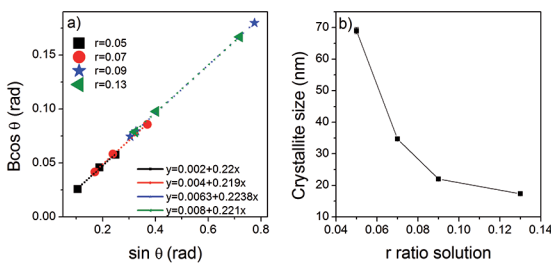 a)
r=0.05
r=0.07
r=0.09
r=0.13
Bcos θ (rad)
0.15
0.10
0.05
0.00
y=0.002+0.22x
y=0.004+0.219x
y=0.0063+0.2238x
y=0.008+0.221x
0.2 0.4 0.6 0.8
sin θ (rad)
b)
Crystallite size (nm)
70
60
50
40
30
20
10
0.04 0.06 0.08 0.10 0.12 0.14
r ratio solution